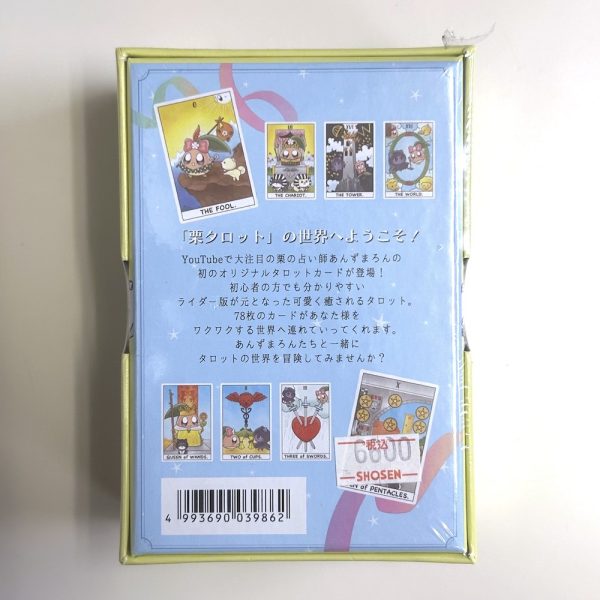 0
THE FOOL.
VII
THE CHARIOT.
XVI
THE TOWER.
XXI
THE WORLD.
「栗タロット」の世界へようこそ!
YouTubeで大注目の栗の占い師あんずまろんの
初のオリジナルタロットカードが登場!
初心者の方でも分かりやすい
ライダー版が元となった可愛く癒されるタロット。
78枚のカードがあなた様を
ワクワクする世界へ連れていってくれます。
あんずまろんたちと一緒に
タロットの世界を冒険してみませんか?
QUEEN of WANDS.
II
TWO of CUPS.
III
THREE of SWORDS.
X
of PENTACLES.
税込
6600
SHOSEN
4 993690 039862